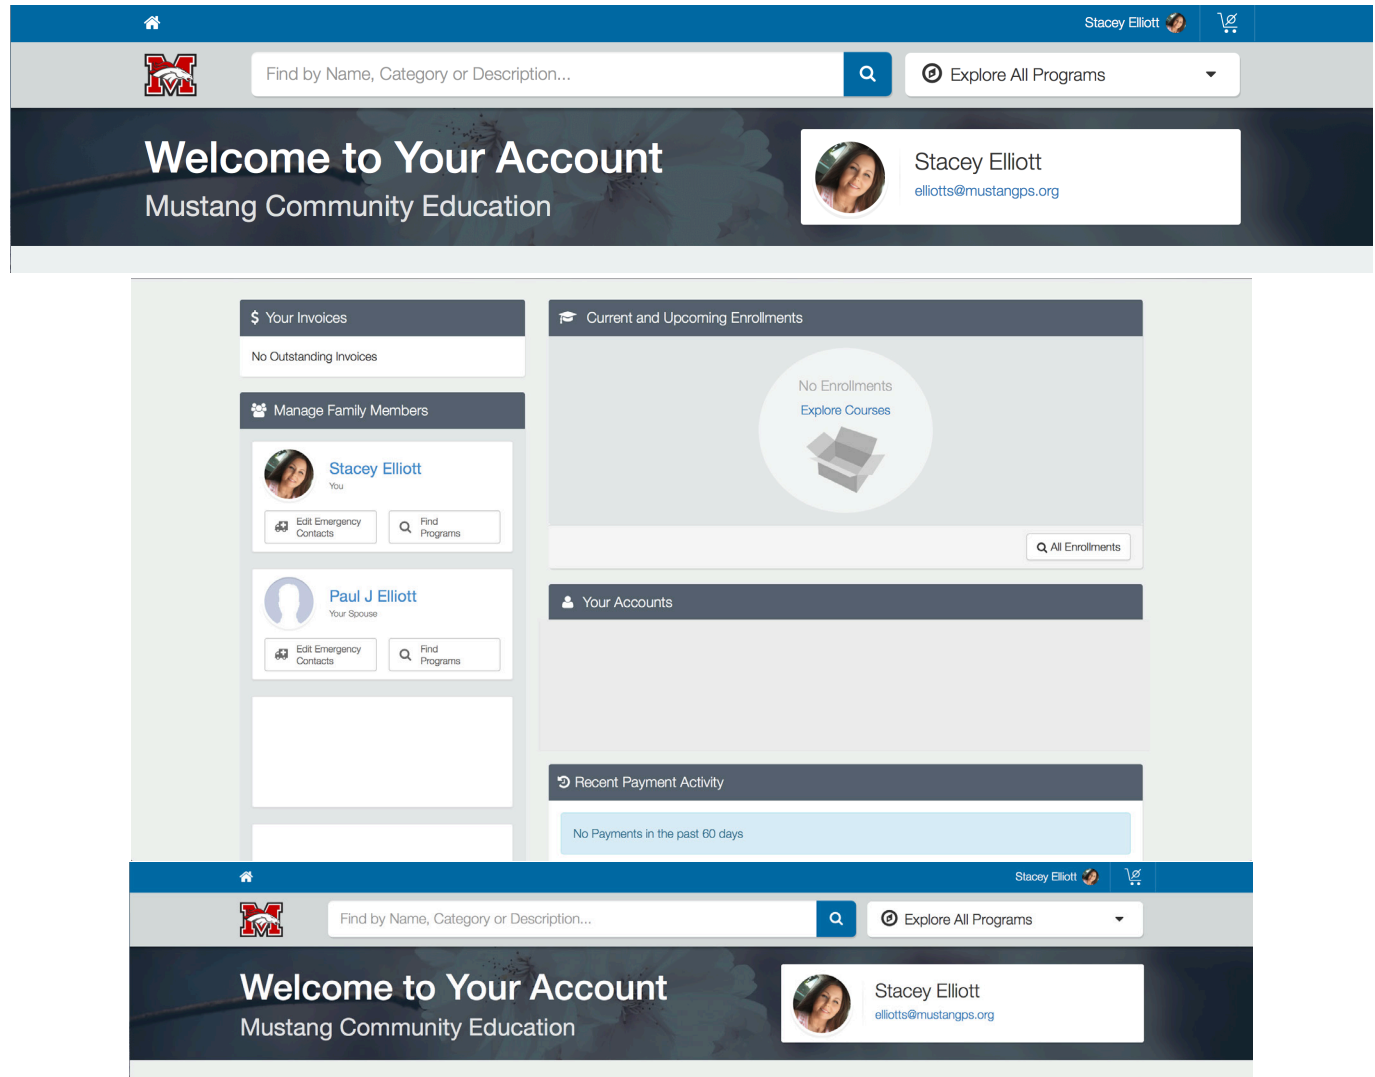 Stacey Elliott
Find by Name, Category or Description...
Explore All Programs
Welcome to Your Account
Mustang Community Education
Stacey Elliott
elliotts@mustangps.org
$ Your Invoices
No Outstanding Invoices
Manage Family Members
Stacey Elliott
You
Edit Emergency
Contacts
Find
Programs
Paul J Elliott
Your Spouse
Edit Emergency
Contacts
Find
Programs
Current and Upcoming Enrollments
No Enrollments
Explore Courses
All Enrollments
Your Accounts
Recent Payment Activity
No Payments in the past 60 days
Stacey Elliott
M
Find by Name, Category or Description...
Explore All Programs
Welcome to Your Account
Mustang Community Education
Stacey Elliott
elliotts@mustangps.org